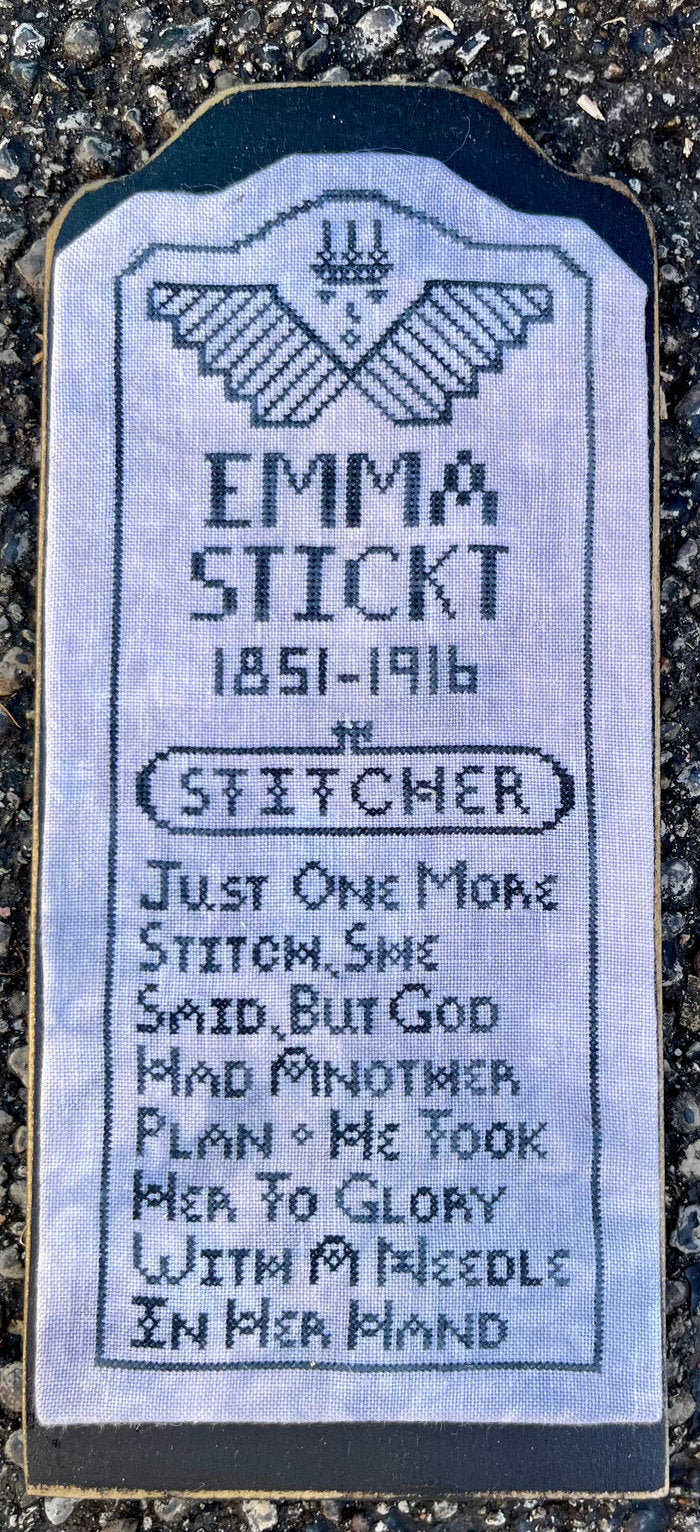 EMMA
STICKT
1851-1916
STITCHER
JUST ONE MORE
STITCH, SHE
SAID, BUT GOD
HAD ANOTHER
PLAN • HE TOOK
HER TO GLORY
WITH A NEEDLE
IN HER HAND